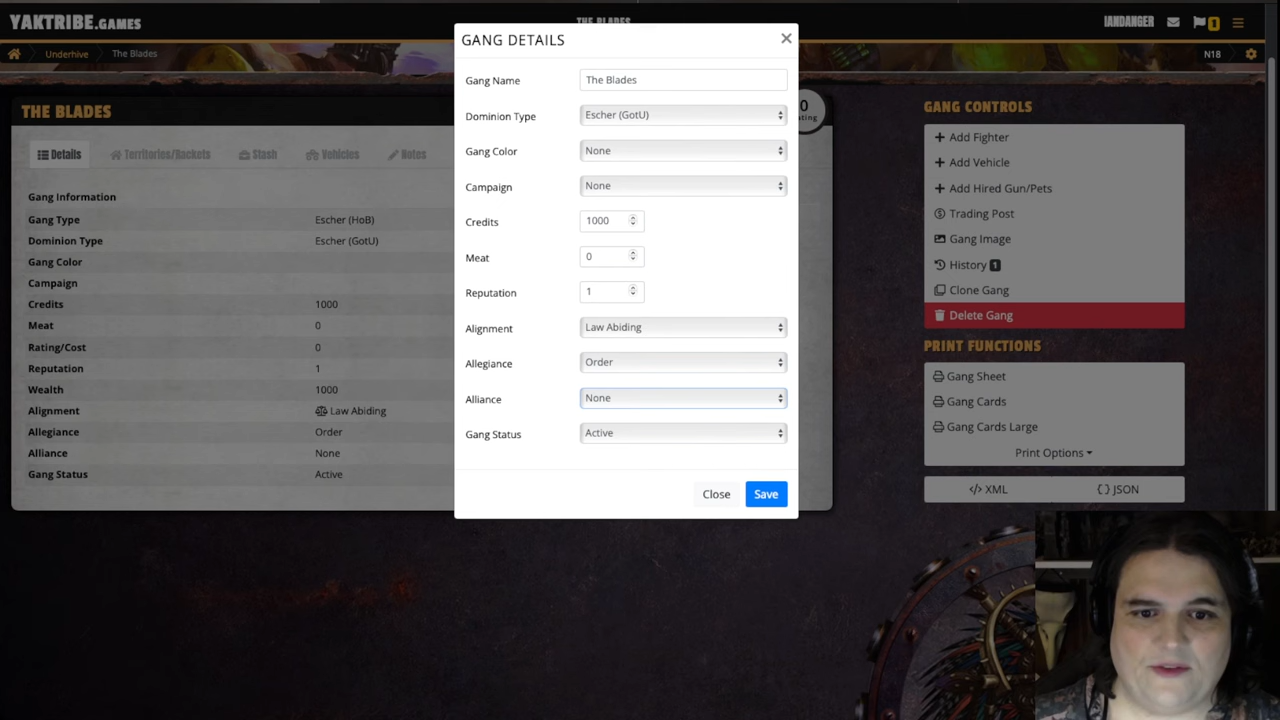 YAKTRIBE.GAMES
THE BLADES
IANDANGER
1
Underhive
The Blades
N18
THE BLADES
0
ating
Details
Territories/Rackets
Stash
Vehicles
Notes
Gang Information
Gang Type Escher (HoB)
Dominion Type Escher (GotU)
Gang Color
Campaign
Credits 1000
Meat 0
Rating/Cost 0
Reputation 1
Wealth 1000
Alignment Law Abiding
Allegiance Order
Alliance None
Gang Status Active
GANG DETAILS
Gang Name The Blades
Dominion Type Escher (GotU)
Gang Color None
Campaign None
Credits 1000
Meat 0
Reputation 1
Alignment Law Abiding
Allegiance Order
Alliance None
Gang Status Active
Close Save
GANG CONTROLS
Add Fighter
Add Vehicle
Add Hired Gun/Pets
Trading Post
Gang Image
History 1
Clone Gang
Delete Gang
PRINT FUNCTIONS
Gang Sheet
Gang Cards
Gang Cards Large
Print Options
</> XML {} JSON